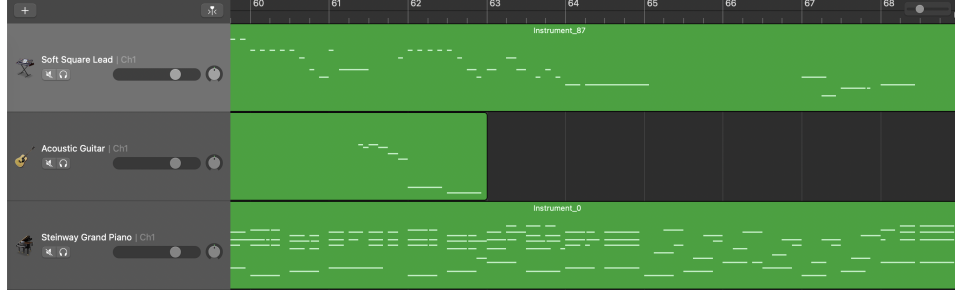 60 61 62 63 64 65 66 67 68
instrument_87
Soft Square Lead | Ch1
Acoustic Guitar | Ch1
instrument_0
Steinway Grand Piano | Ch1